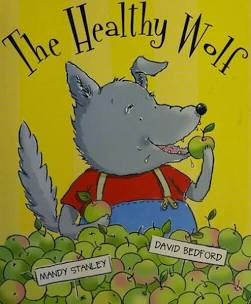 The Healthy Wolf
DAVID BEDFORD
MANDY STANLEY